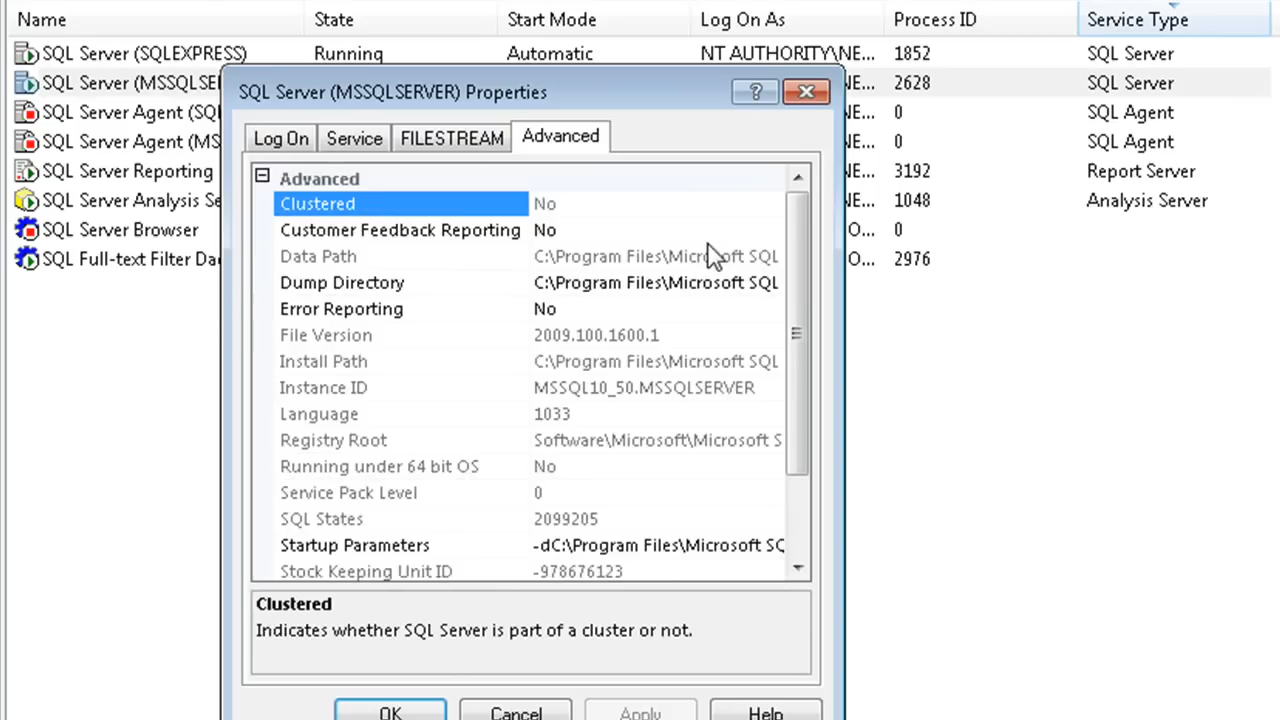 Name State Start Mode Log On As Process ID Service Type
SQL Server (SQLEXPRESS) Running Automatic NT AUTHORITY\NE... 1852 SQL Server
SQL Server (MSSQLSE NE... 2628 SQL Server
SQL Server Agent (SQ NE... 0 SQL Agent
SQL Server Agent (MS NE... 0 SQL Agent
SQL Server Reporting NE... 3192 Report Server
SQL Server Analysis Se NE... 1048 Analysis Server
SQL Server Browser O... 0
SQL Full-text Filter Da O... 2976
SQL Server (MSSQLSERVER) Properties
Log On Service FILESTREAM Advanced
Advanced
Clustered No
Customer Feedback Reporting No
Data Path C:\Program Files\Microsoft SQL
Dump Directory C:\Program Files\Microsoft SQL
Error Reporting No
File Version 2009.100.1600.1
Install Path C:\Program Files\Microsoft SQL
Instance ID MSSQL10_50.MSSQLSERVER
Language 1033
Registry Root Software\Microsoft\Microsoft S
Running under 64 bit OS No
Service Pack Level 0
SQL States 2099205
Startup Parameters -dC:\Program Files\Microsoft SQ
Stock Keeping Unit ID -978676123
Clustered
Indicates whether SQL Server is part of a cluster or not.
OK Cancel Apply Help